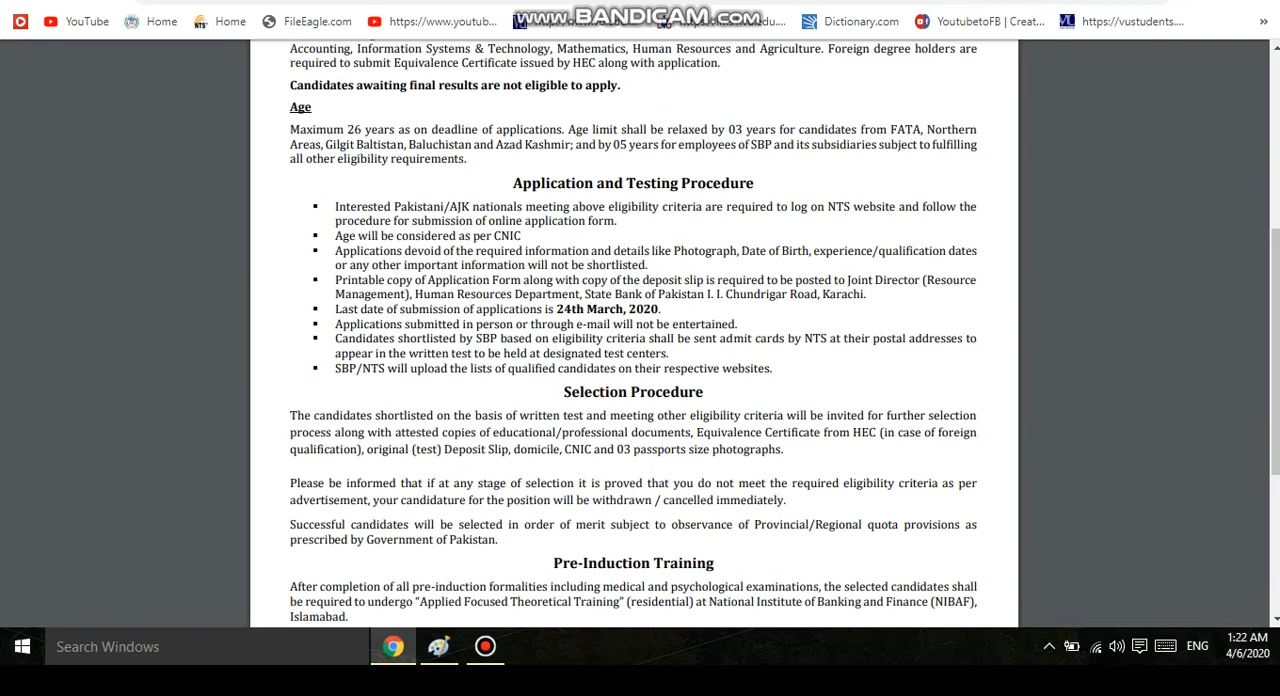 YouTube Home NTS Home FileEagle.com https://www.youtub... www.BANDICAM.com du.... Dictionary.com YoutubetoFB | Creat... https://vustudents.... »
Accounting, Information Systems & Technology, Mathematics, Human Resources and Agriculture. Foreign degree holders are
required to submit Equivalence Certificate issued by HEC along with application.
Candidates awaiting final results are not eligible to apply.
Age
Maximum 26 years as on deadline of applications. Age limit shall be relaxed by 03 years for candidates from FATA, Northern
Areas, Gilgit Baltistan, Baluchistan and Azad Kashmir; and by 05 years for employees of SBP and its subsidiaries subject to fulfilling
all other eligibility requirements.
Application and Testing Procedure
▪ Interested Pakistani/AJK nationals meeting above eligibility criteria are required to log on NTS website and follow the
procedure for submission of online application form.
▪ Age will be considered as per CNIC
▪ Applications devoid of the required information and details like Photograph, Date of Birth, experience/qualification dates
or any other important information will not be shortlisted.
▪ Printable copy of Application Form along with copy of the deposit slip is required to be posted to Joint Director (Resource
Management), Human Resources Department, State Bank of Pakistan I. I. Chundrigar Road, Karachi.
▪ Last date of submission of applications is 24th March, 2020.
▪ Applications submitted in person or through e-mail will not be entertained.
▪ Candidates shortlisted by SBP based on eligibility criteria shall be sent admit cards by NTS at their postal addresses to
appear in the written test to be held at designated test centers.
▪ SBP/NTS will upload the lists of qualified candidates on their respective websites.
Selection Procedure
The candidates shortlisted on the basis of written test and meeting other eligibility criteria will be invited for further selection
process along with attested copies of educational/professional documents, Equivalence Certificate from HEC (in case of foreign
qualification), original (test) Deposit Slip, domicile, CNIC and 03 passports size photographs.
Please be informed that if at any stage of selection it is proved that you do not meet the required eligibility criteria as per
advertisement, your candidature for the position will be withdrawn / cancelled immediately.
Successful candidates will be selected in order of merit subject to observance of Provincial/Regional quota provisions as
prescribed by Government of Pakistan.
Pre-Induction Training
After completion of all pre-induction formalities including medical and psychological examinations, the selected candidates shall
be required to undergo “Applied Focused Theoretical Training” (residential) at National Institute of Banking and Finance (NIBAF),
Islamabad.
Search Windows ENG 1:22 AM
4/6/2020